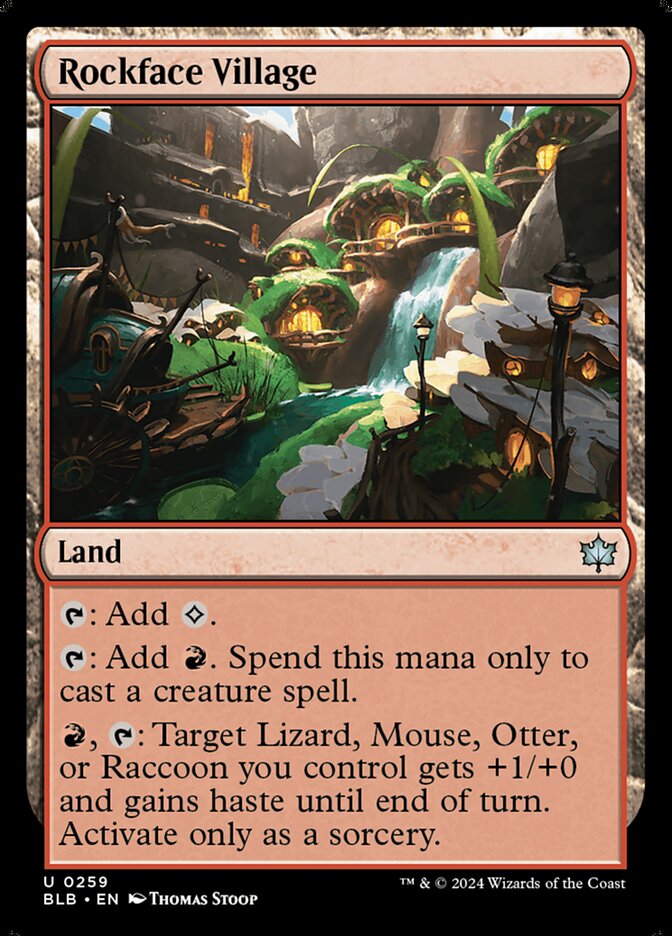 Rockface Village
Land
: Add .
: Add . Spend this mana only to
cast a creature spell.
, : Target Lizard, Mouse, Otter,
or Raccoon you control gets +1/+0
and gains haste until end of turn.
Activate only as a sorcery.
U 0259
BLB • EN Thomas Stoop
™ & © 2024 Wizards of the Coast